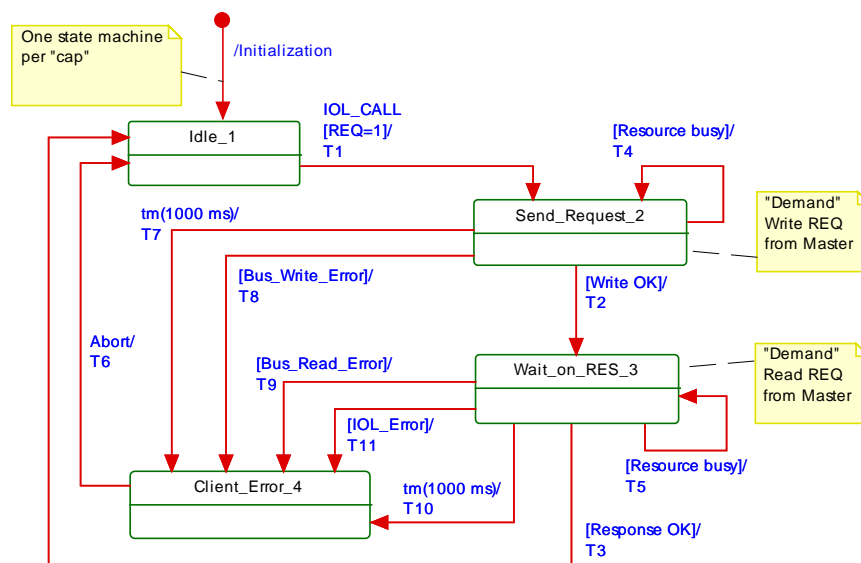 One state machine
per "cap"
/Initialization
Idle_1
IOL_CALL
[REQ=1]/
T1
[Resource busy]/
T4
Send_Request_2
"Demand"
Write REQ
from Master
tm(1000 ms)/
T7
[Bus_Write_Error]/
T8
[Write OK]/
T2
Abort/
T6
[Bus_Read_Error]/
T9
Wait_on_RES_3
"Demand"
Read REQ
from Master
[IOL_Error]/
T11
[Resource busy]/
T5
Client_Error_4
tm(1000 ms)/
T10
[Response OK]/
T3